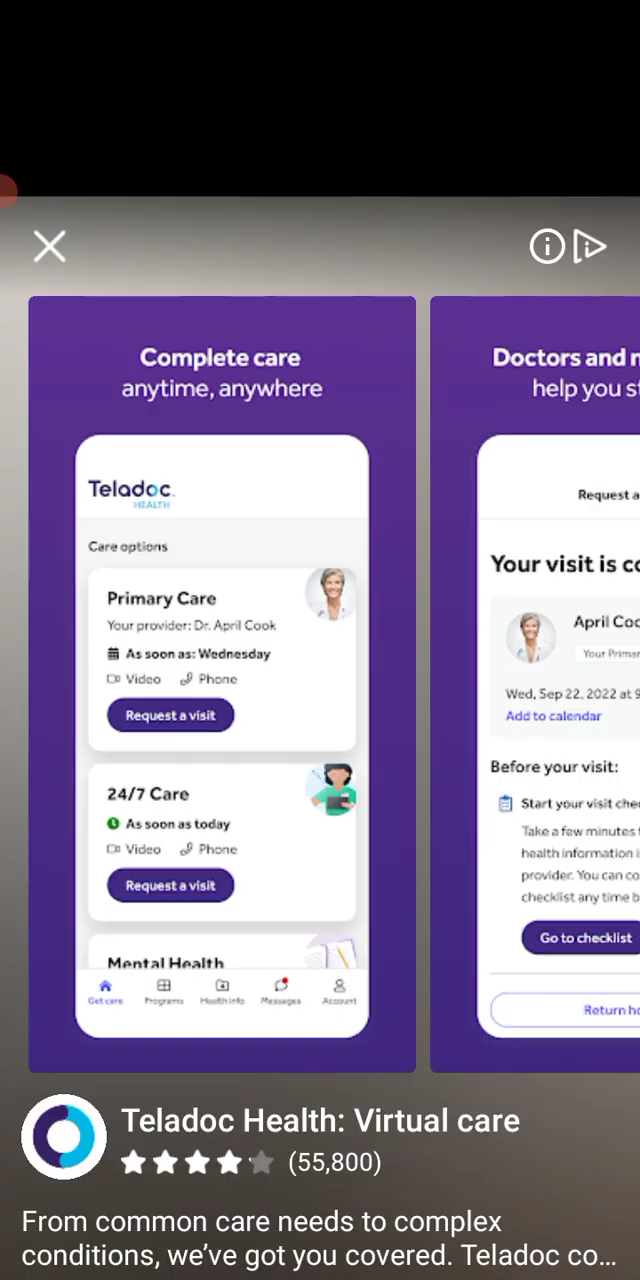 Complete care
anytime, anywhere
Teladoc.
HEALTH
Care options
Primary Care
Your provider: Dr. April Cook
As soon as: Wednesday
Video Phone
Request a visit
24/7 Care
As soon as today
Video Phone
Request a visit
Mental Health
Get care Programs Health info Messages Account
Doctors and
help you
Request a
Your visit is
April
Your
Wed, Sep 22, 2022 at 9
Add to calendar
Before your visit:
Start your visit
Take a few minutes
health information
provider. You can
checklist any time
Go to checklist
Return
Teladoc Health: Virtual care
(55,800)
From common care needs to complex
conditions, we’ve got you covered. Teladoc co...